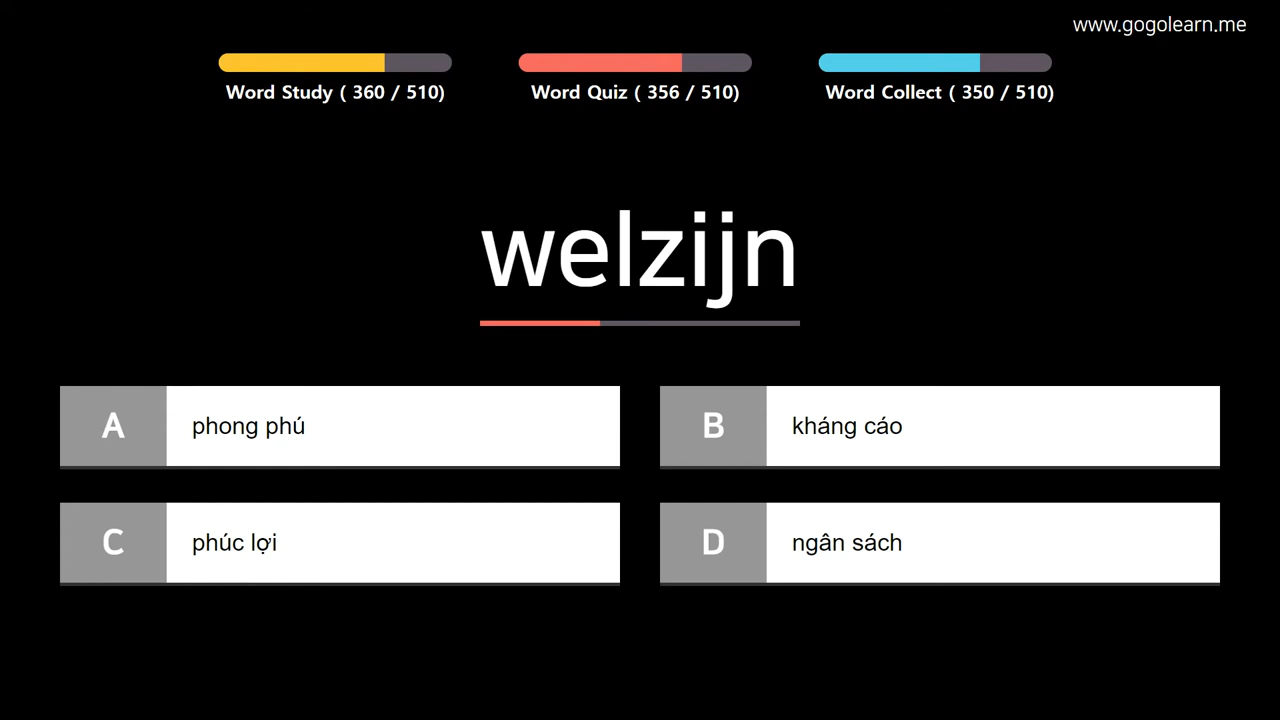 www.gogolearn.me
Word Study ( 360 / 510)
Word Quiz ( 356 / 510)
Word Collect ( 350 / 510)
welzijn
A phong phú
B kháng cáo
C phúc lợi
D ngân sách